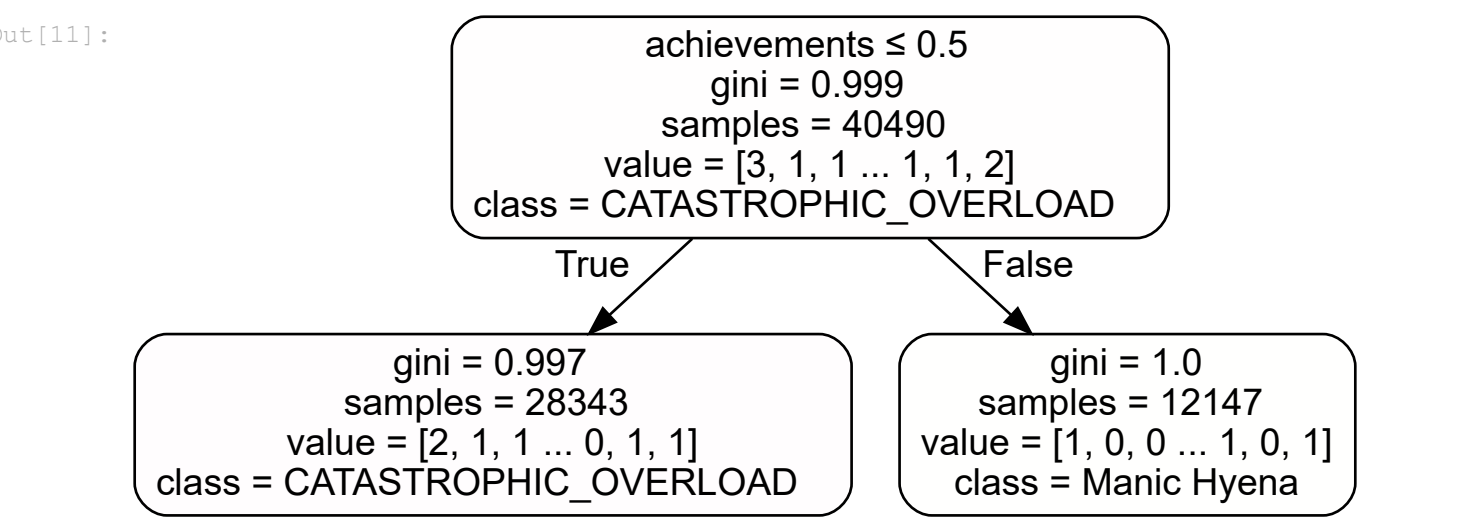 ut[11]:
achievements ≤ 0.5
gini = 0.999
samples = 40490
value = [3, 1, 1 ... 1, 1, 2]
class = CATASTROPHIC_OVERLOAD
True
False
gini = 0.997
samples = 28343
value = [2, 1, 1 ... 0, 1, 1]
class = CATASTROPHIC_OVERLOAD
gini = 1.0
samples = 12147
value = [1, 0, 0 ... 1, 0, 1]
class = Manic Hyena